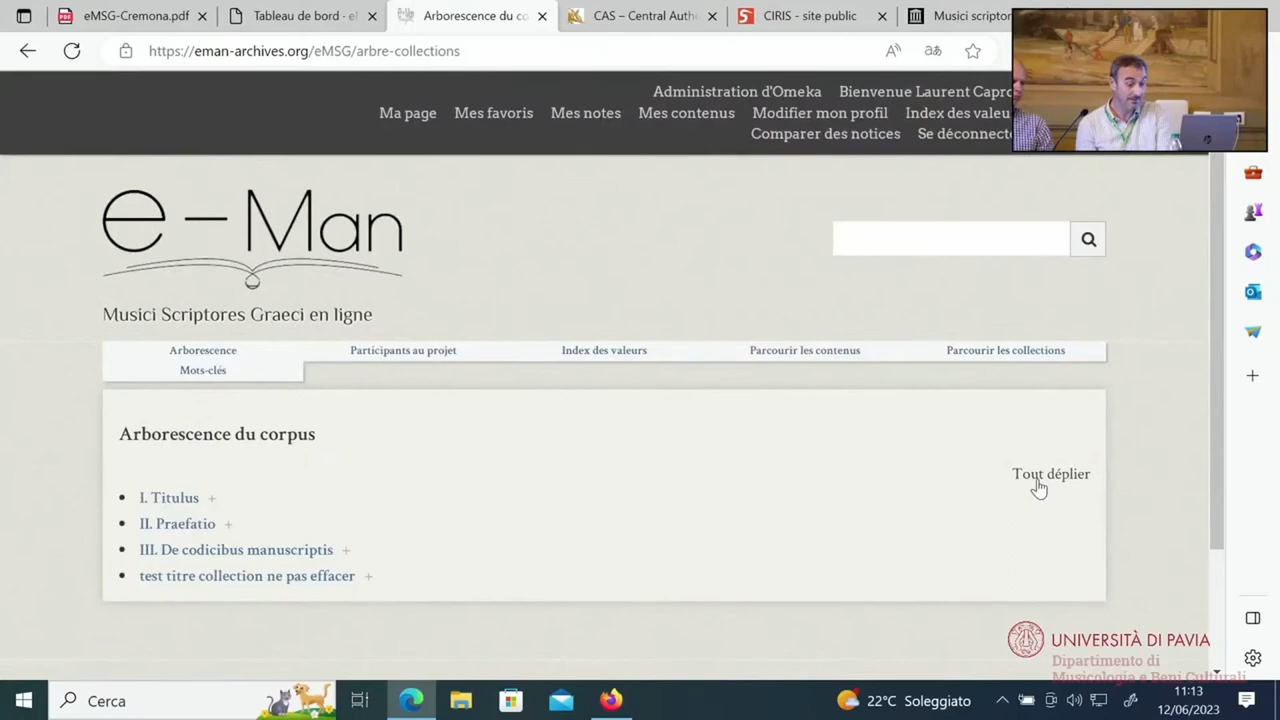 eMSG-Cremona.pdf
Tableau de bord - e
Arborescence du co
CAS – Central Auth
CIRIS - site public
Musici scriptor
https://eman-archives.org/eMSG/arbre-collections
Administration d'Omeka
Bienvenue Laurent Capro
Ma page
Mes favoris
Mes notes
Mes contenus
Modifier mon profil
Index des valeu
Comparer des notices
Se déconnect
e-Man
Musici Scriptores Graeci en ligne
Arborescence
Participants au projet
Index des valeurs
Parcourir les contenus
Parcourir les collections
Mots-clés
Arborescence du corpus
Tout déplier
I. Titulus +
II. Praefatio +
III. De codicibus manuscriptis +
test titre collection ne pas effacer +
UNIVERSITÀ DI PAVIA
Dipartimento di
Musicologia e Beni Culturali
Cerca
22°C Soleggiato
11:13
12/06/2023